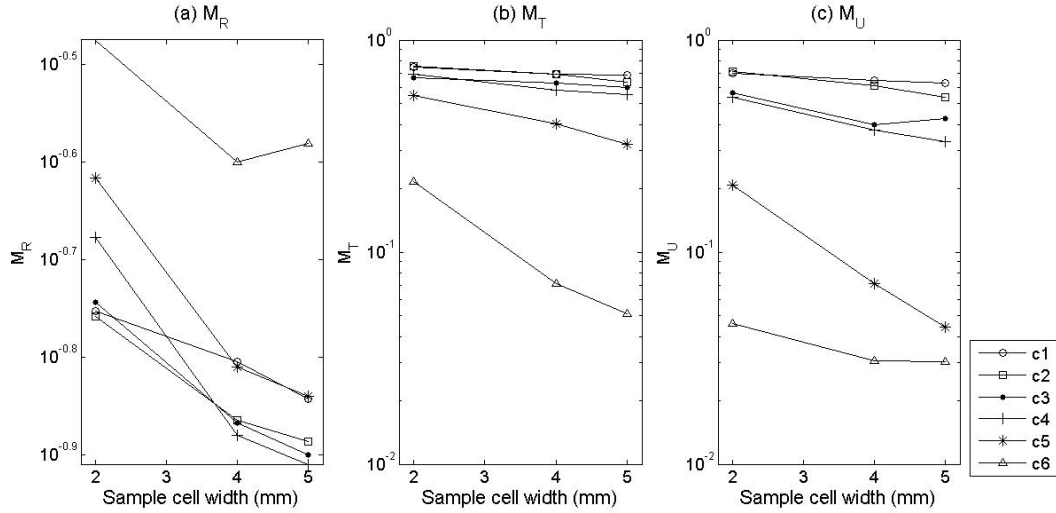 (a) M_R
10^-0.5
10^-0.6
10^-0.7
10^-0.8
10^-0.9
M_R
2 3 4 5
Sample cell width (mm)
(b) M_T
10^0
10^-1
10^-2
M_T
2 3 4 5
Sample cell width (mm)
(c) M_U
10^0
10^-1
10^-2
M_U
2 3 4 5
Sample cell width (mm)
c1
c2
c3
c4
c5
c6